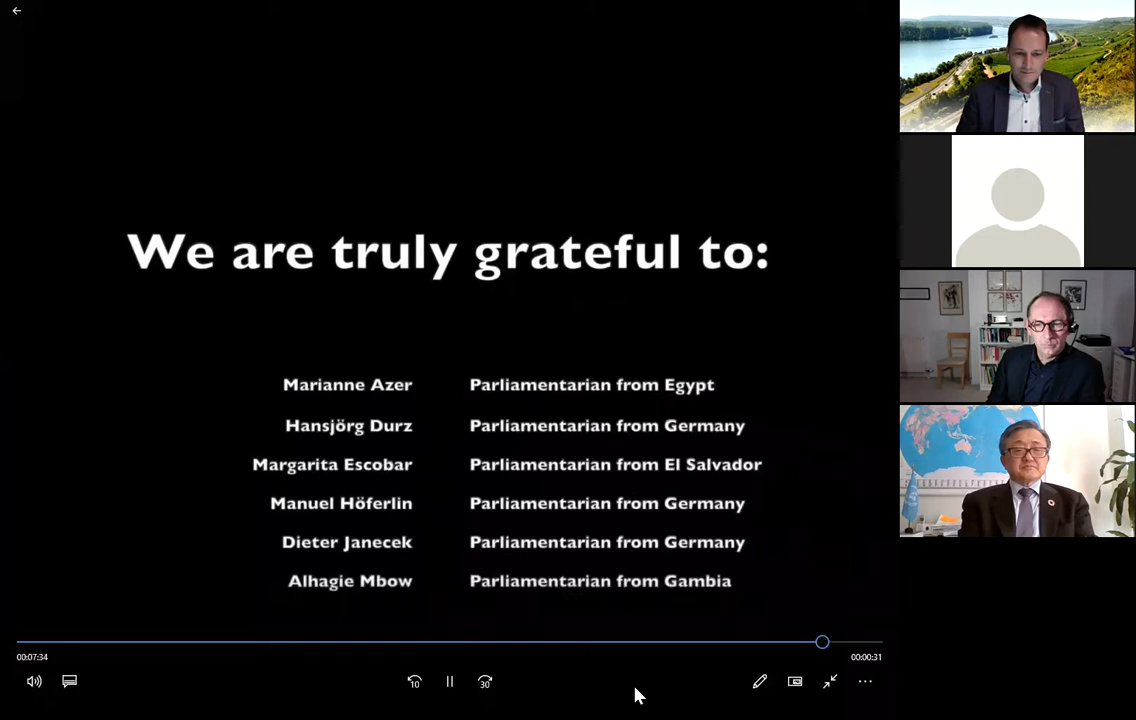 We are truly grateful to:
Marianne Azer Parliamentarian from Egypt
Hansjörg Durz Parliamentarian from Germany
Margarita Escobar Parliamentarian from El Salvador
Manuel Höferlin Parliamentarian from Germany
Dieter Janecek Parliamentarian from Germany
Alhagie Mbow Parliamentarian from Gambia
00:07:34 00:00:31
10 30